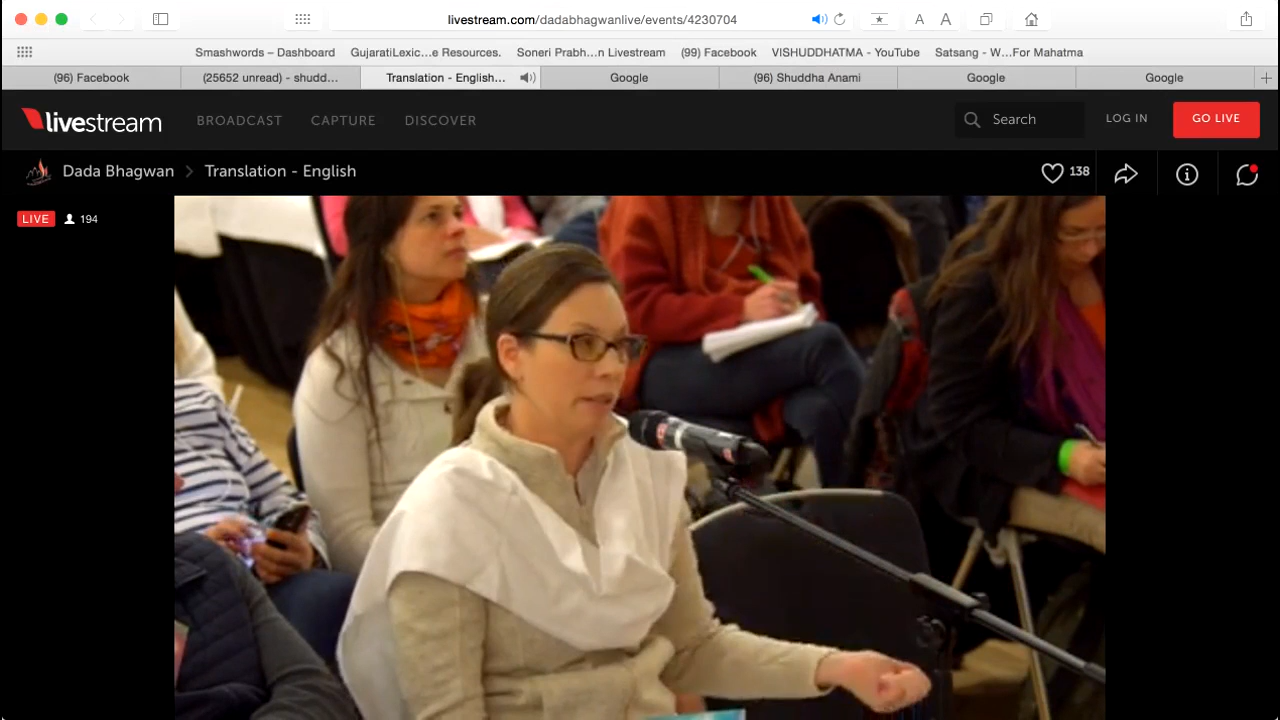 livestream.com/dadabhagwanlive/events/4230704
A A
Smashwords – Dashboard GujaratiLexic...e Resources. Soneri Prabh...n Livestream (99) Facebook VISHUDDHATMA - YouTube Satsang - W...For Mahatma
(96) Facebook (25652 unread) - shudd... Translation - English... Google (96) Shuddha Anami Google Google
livestream BROADCAST CAPTURE DISCOVER Search LOG IN GO LIVE
Dada Bhagwan Translation - English 138
LIVE 194